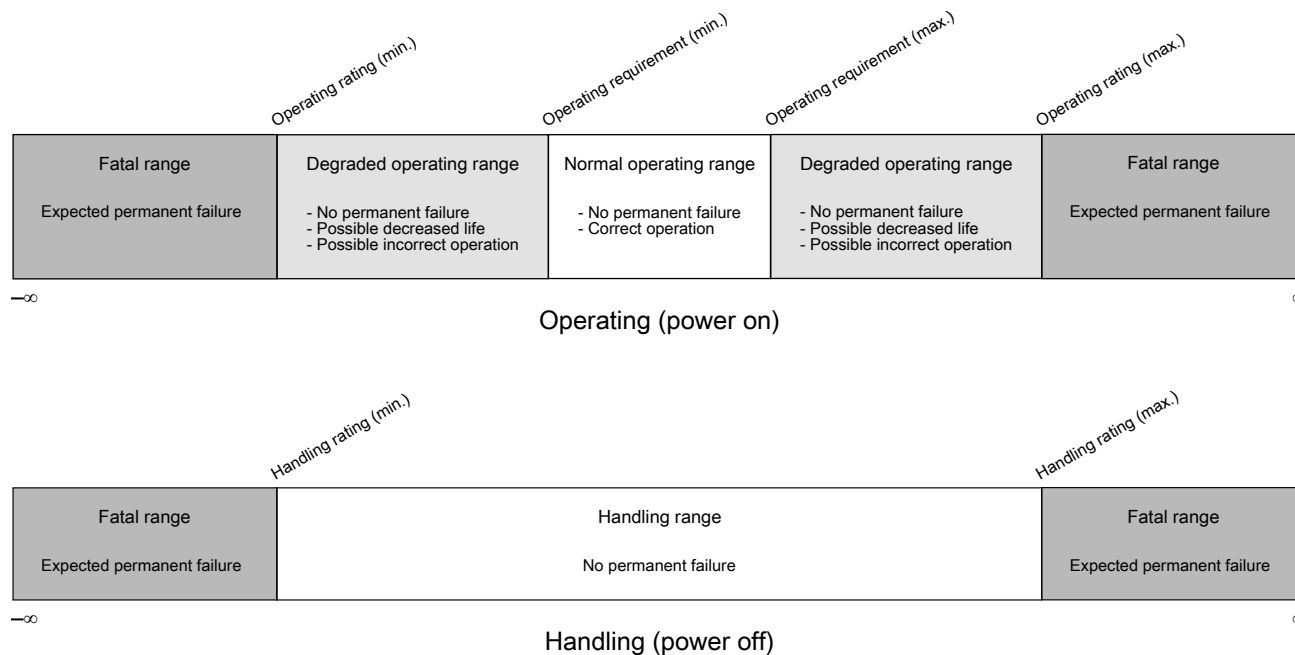 Operating rating (min.)
Operating requirement (min.)
Operating requirement (max.)
Operating rating (max.)
Fatal range
Expected permanent failure
Degraded operating range
- No permanent failure
- Possible decreased life
- Possible incorrect operation
Normal operating range
- No permanent failure
- Correct operation
Degraded operating range
- No permanent failure
- Possible decreased life
- Possible incorrect operation
Fatal range
Expected permanent failure
–∞
Operating (power on)
Handling rating (min.)
Handling rating (max.)
Fatal range
Expected permanent failure
Handling range
No permanent failure
Fatal range
Expected permanent failure
–∞
Handling (power off)